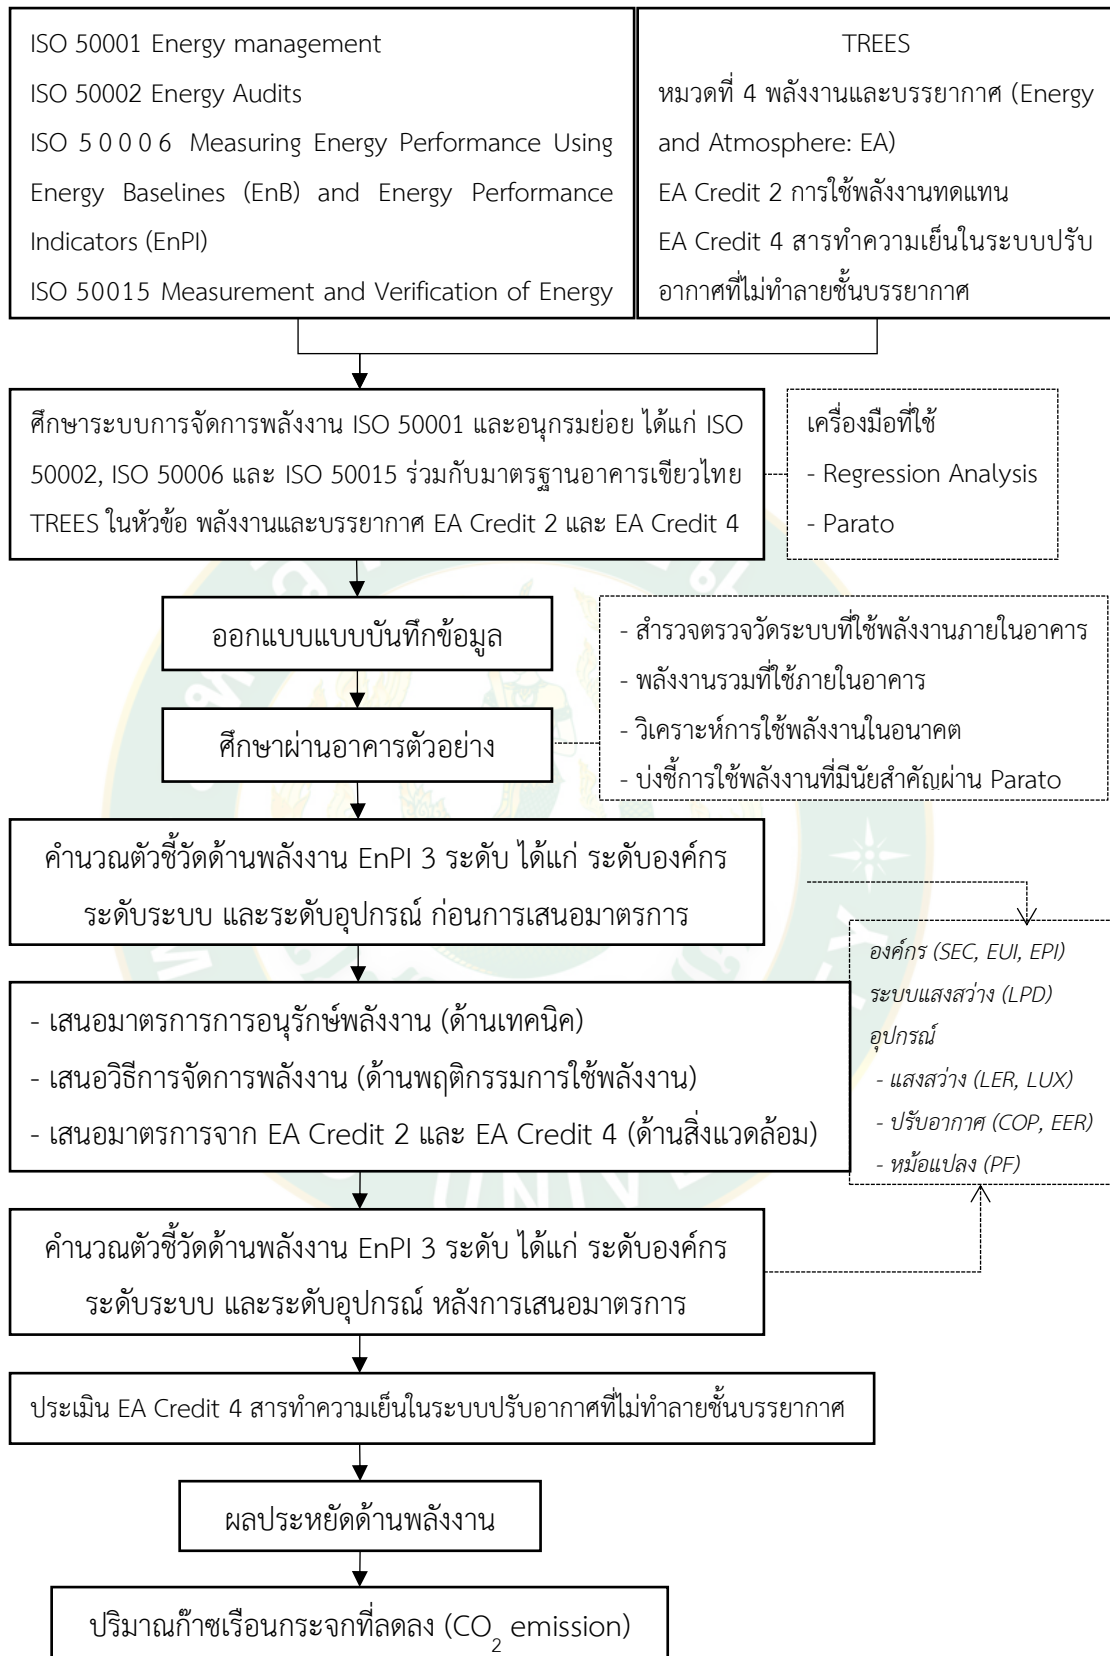 ISO 50001 Energy management
ISO 50002 Energy Audits
ISO 50006 Measuring Energy Performance Using
Energy Baselines (EnB) and Energy Performance
Indicators (EnPI)
ISO 50015 Measurement and Verification of Energy
TREES
หมวดที่ 4 พลังงานและบรรยากาศ (Energy
and Atmosphere: EA)
EA Credit 2 การใช้พลังงานทดแทน
EA Credit 4 สารทำความเย็นในระบบปรับ
อากาศที่ไม่ทำลายชั้นบรรยากาศ
ศึกษาระบบการจัดการพลังงาน ISO 50001 และอนุกรมย่อย ได้แก่ ISO
50002, ISO 50006 และ ISO 50015 ร่วมกับมาตรฐานอาคารเขียวไทย
TREES ในหัวข้อ พลังงานและบรรยากาศ EA Credit 2 และ EA Credit 4
เครื่องมือที่ใช้
- Regression Analysis
- Parato
ออกแบบแบบบันทึกข้อมูล
ศึกษาผ่านอาคารตัวอย่าง
- สำรวจตรวจวัดระบบที่ใช้พลังงานภายในอาคาร
- พลังงานรวมที่ใช้ภายในอาคาร
- วิเคราะห์การใช้พลังงานในอนาคต
- บ่งชี้การใช้พลังงานที่มีนัยสำคัญผ่าน Parato
คำนวณตัวชี้วัดด้านพลังงาน EnPI 3 ระดับ ได้แก่ ระดับองค์กร
ระดับระบบ และระดับอุปกรณ์ ก่อนการเสนอมาตรการ
องค์กร (SEC, EUI, EPI)
ระบบแสงสว่าง (LPD)
อุปกรณ์
- แสงสว่าง (LER, LUX)
- ปรับอากาศ (COP, EER)
- หม้อแปลง (PF)
- เสนอมาตรการการอนุรักษ์พลังงาน (ด้านเทคนิค)
- เสนอวิธีการจัดการพลังงาน (ด้านพฤติกรรมการใช้พลังงาน)
- เสนอมาตรการจาก EA Credit 2 และ EA Credit 4 (ด้านสิ่งแวดล้อม)
คำนวณตัวชี้วัดด้านพลังงาน EnPI 3 ระดับ ได้แก่ ระดับองค์กร
ระดับระบบ และระดับอุปกรณ์ หลังการเสนอมาตรการ
ประเมิน EA Credit 4 สารทำความเย็นในระบบปรับอากาศที่ไม่ทำลายชั้นบรรยากาศ
ผลประหยัดด้านพลังงาน
ปริมาณก๊าซเรือนกระจกที่ลดลง (CO₂ emission)